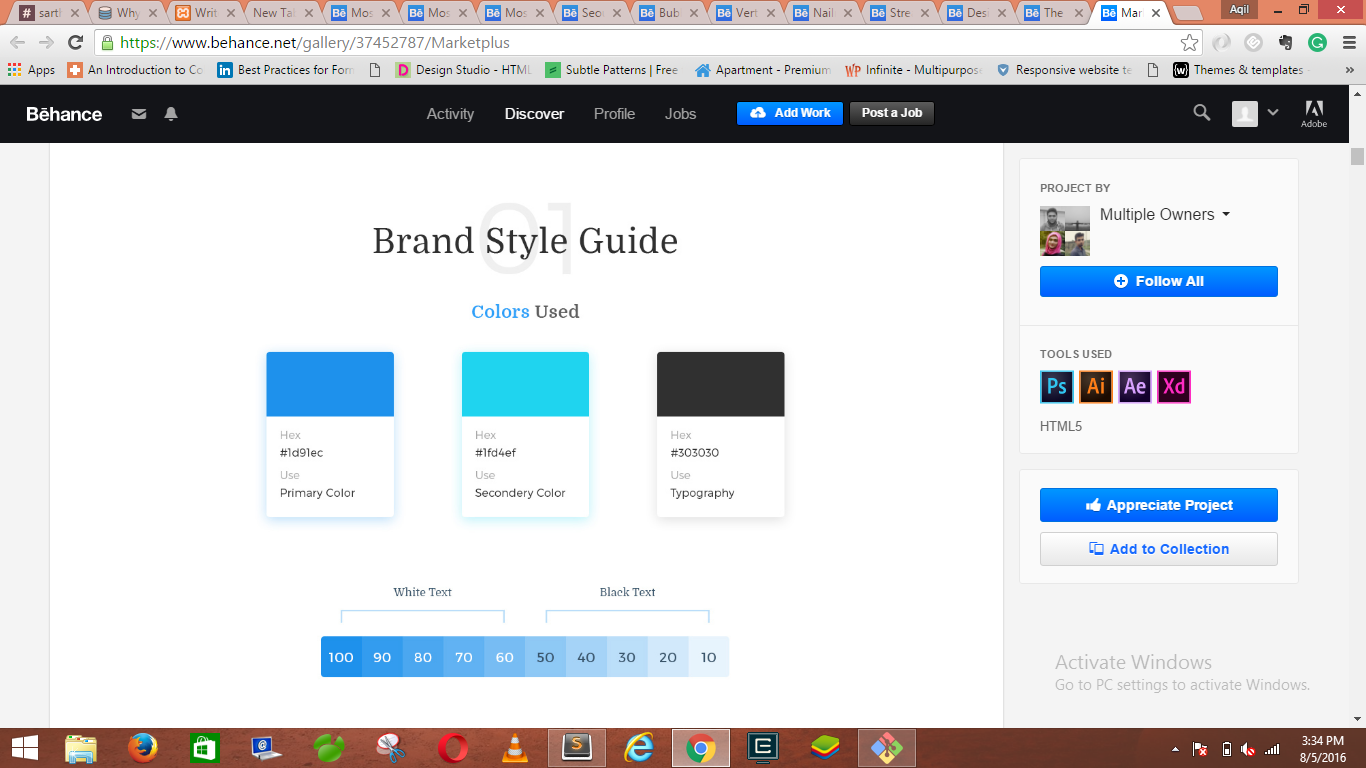 sartl
Why
Writ
New Ta
Mos
Mos
Mos
Seo
Bub
Vert
Nail
Stre
Desi
The
Mar
Aqil
https://www.behance.net/gallery/37452787/Marketplus
Apps
An Introduction to Co
Best Practices for For
Design Studio - HTML
Subtle Patterns | Free
Apartment - Premium
Infinite - Multipurpos
Responsive website te
Themes & templates
»
Bēhance
Activity
Discover
Profile
Jobs
Add Work
Post a Job
Adobe
01
Brand Style Guide
Colors Used
Hex
#1d91ec
Use
Primary Color
Hex
#1fd4ef
Use
Secondery Color
Hex
#303030
Use
Typography
White Text
Black Text
100 90 80 70 60 50 40 30 20 10
PROJECT BY
Multiple Owners
Follow All
TOOLS USED
Ps Ai Ae Xd
HTML5
Appreciate Project
Add to Collection
Activate Windows
Go to PC settings to activate Windows.
3:34 PM
8/5/2016